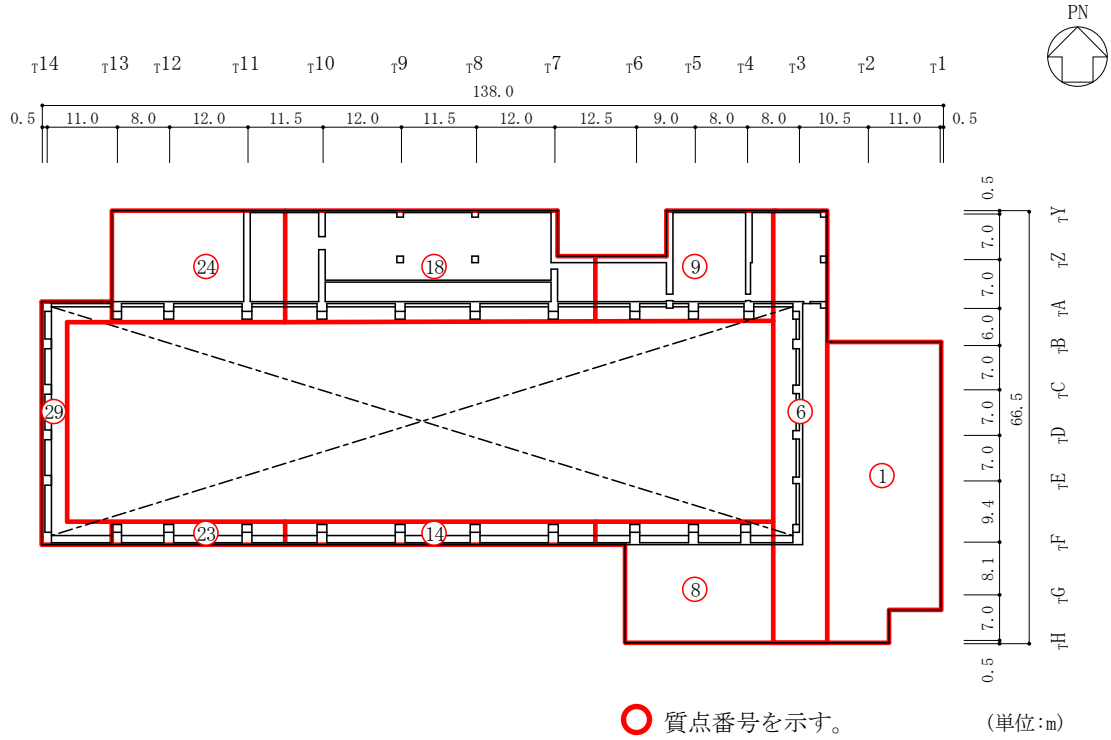 PN
T14 T13 T12 T11 T10 T9 T8 T7 T6 T5 T4 T3 T2 T1
138.0
0.5 11.0 8.0 12.0 11.5 12.0 11.5 12.0 12.5 9.0 8.0 8.0 10.5 11.0 0.5
0.5
TY
7.0
TZ
7.0
TA
6.0
TB
7.0
TC
7.0
66.5
TD
7.0
TE
9.4
TF
8.1
TG
7.0
TH
0.5
24 18 9
29 6
1
23 14
8
質点番号を示す。
(単位:m)